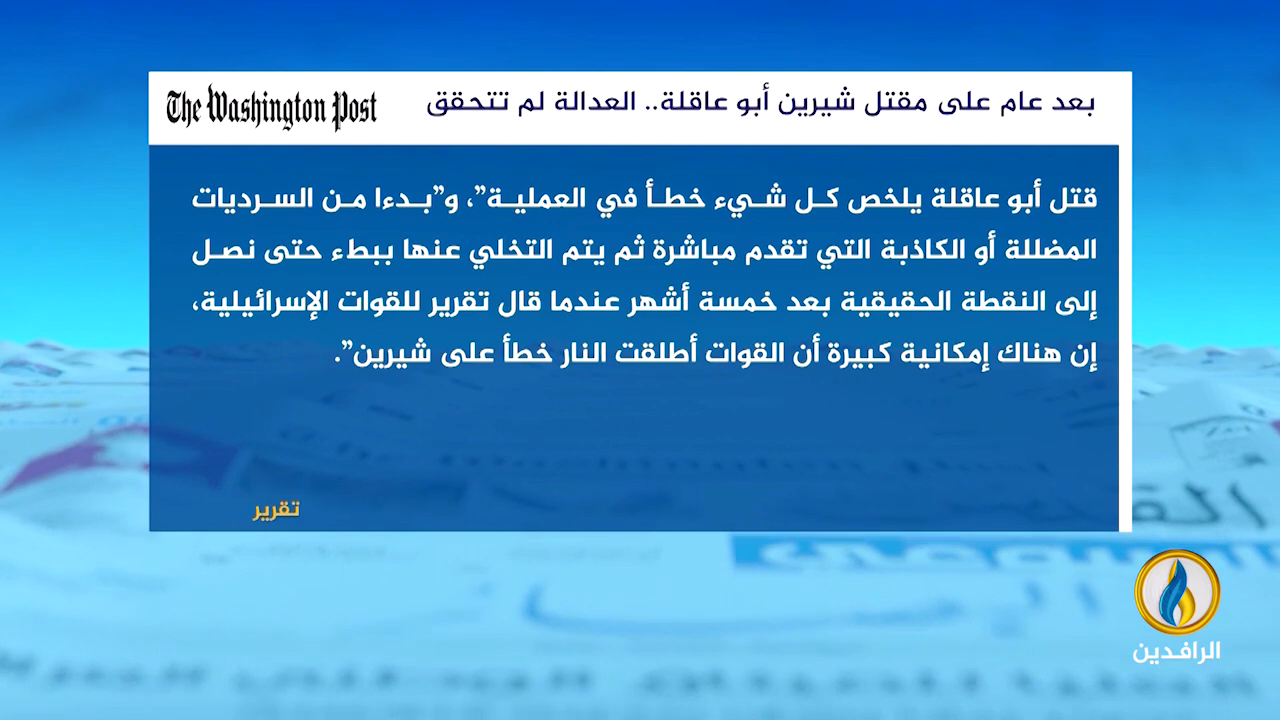 بعد عام على مقتل شيرين أبو عاقلة.. العدالة لم تتحقق
The Washington Post
قتل أبو عاقلة يلخص كل شيء خطأ في العملية”، و”بدءا من السرديات
المضللة أو الكاذبة التي تقدم مباشرة ثم يتم التخلي عنها ببطء حتى نصل
إلى النقطة الحقيقية بعد خمسة أشهر عندما قال تقرير للقوات الإسرائيلية،
إن هناك إمكانية كبيرة أن القوات أطلقت النار خطأ على شيرين”.
تقرير
الرافدين